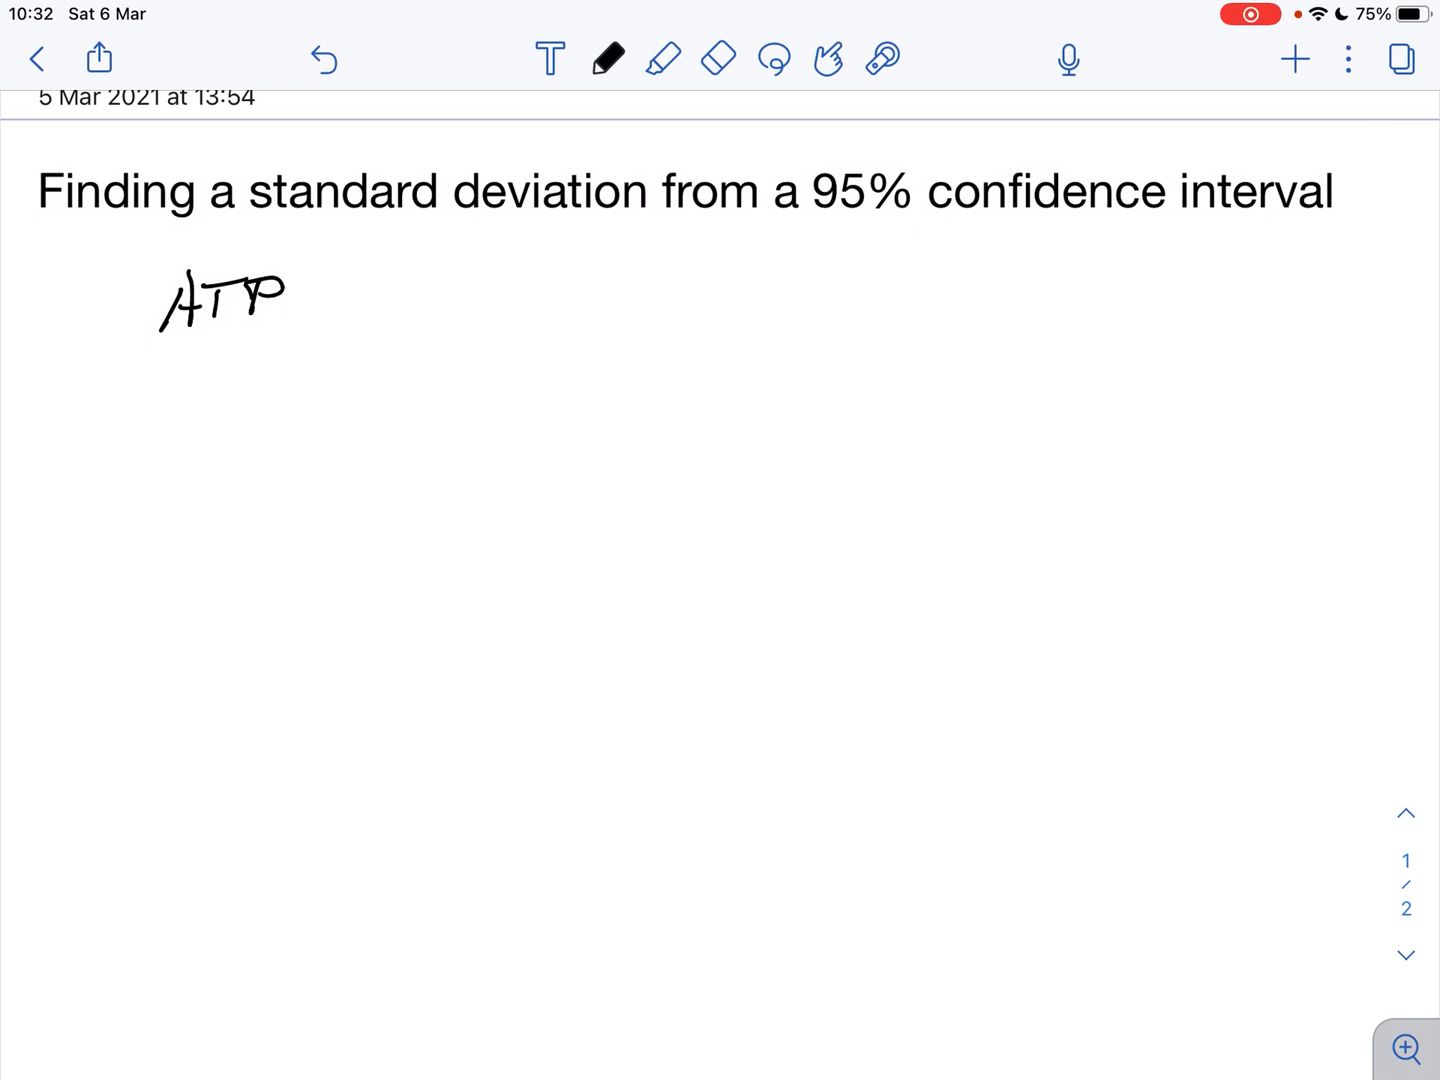 10:32 Sat 6 Mar 75%
5 Mar 2021 at 13:54
Finding a standard deviation from a 95% confidence interval
ATP
1
/
2